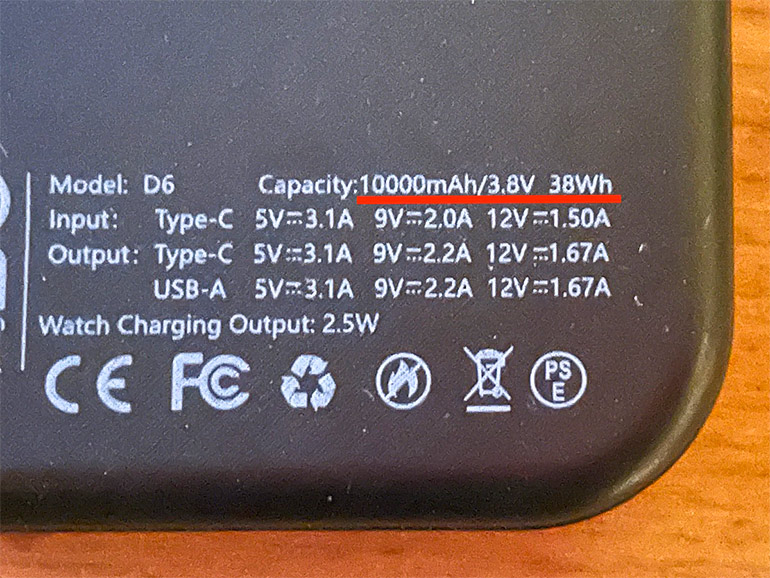 Model: D6 Capacity:10000mAh/3.8V 38Wh
Input: Type-C 5V⎓3.1A 9V⎓2.0A 12V⎓1.50A
Output: Type-C 5V⎓3.1A 9V⎓2.2A 12V⎓1.67A
USB-A 5V⎓3.1A 9V⎓2.2A 12V⎓1.67A
Watch Charging Output: 2.5W
CE FC PS E